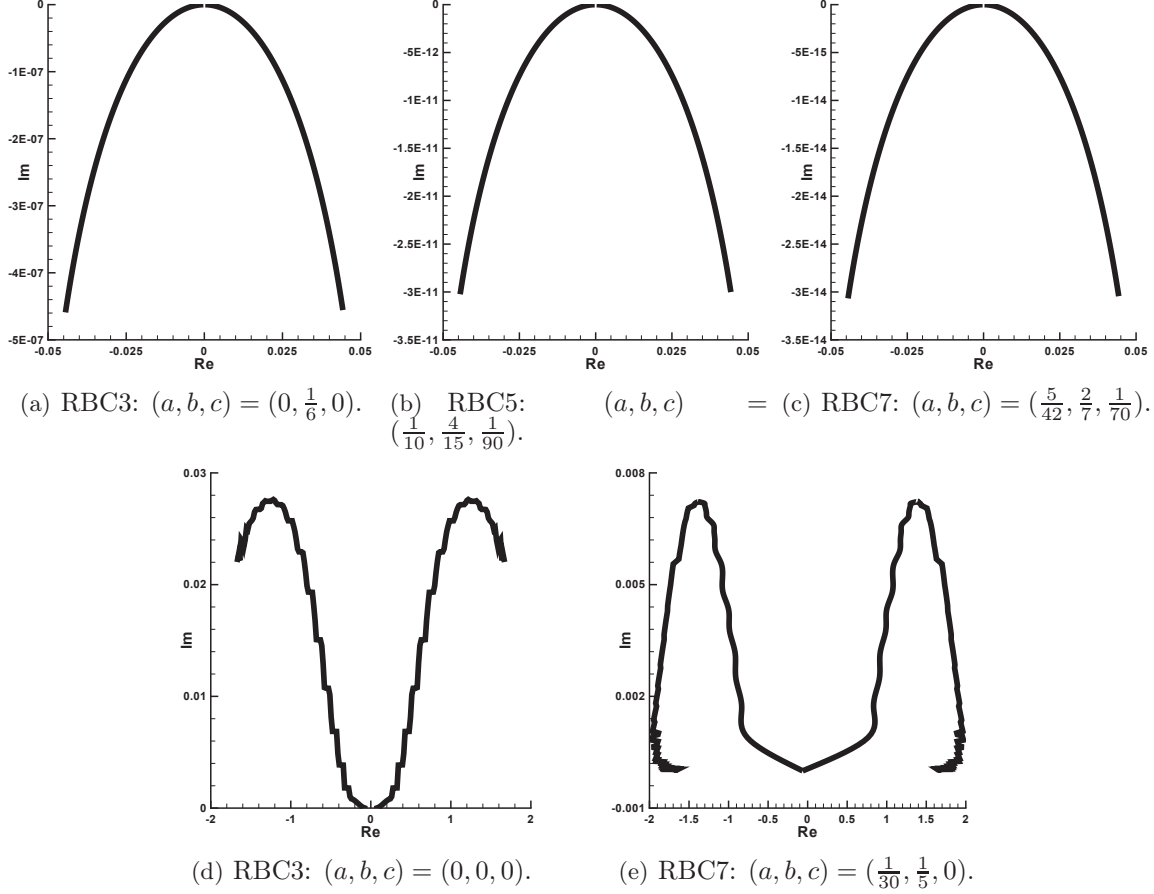 0
-1E-07
-2E-07
-3E-07
-4E-07
-5E-07
-0.05 -0.025 0 0.025 0.05
Re
Im
0
-5E-12
-1E-11
-1.5E-11
-2E-11
-2.5E-11
-3E-11
-3.5E-11
-0.05 -0.025 0 0.025 0.05
Re
Im
0
-5E-15
-1E-14
-1.5E-14
-2E-14
-2.5E-14
-3E-14
-3.5E-14
-0.05 -0.025 0 0.025 0.05
Re
Im
(a) RBC3: (a, b, c) = (0, 1/6, 0).
(b) RBC5: (a, b, c) =
(1/10, 4/15, 1/90).
(c) RBC7: (a, b, c) = (5/42, 2/7, 1/70).
0.03
0.02
0.01
0
-2 -1 0 1 2
Re
Im
0.008
0.005
0.002
-0.001
-2 -1.5 -1 -0.5 0 0.5 1 1.5 2
Re
Im
(d) RBC3: (a, b, c) = (0, 0, 0).
(e) RBC7: (a, b, c) = (1/30, 1/5, 0).